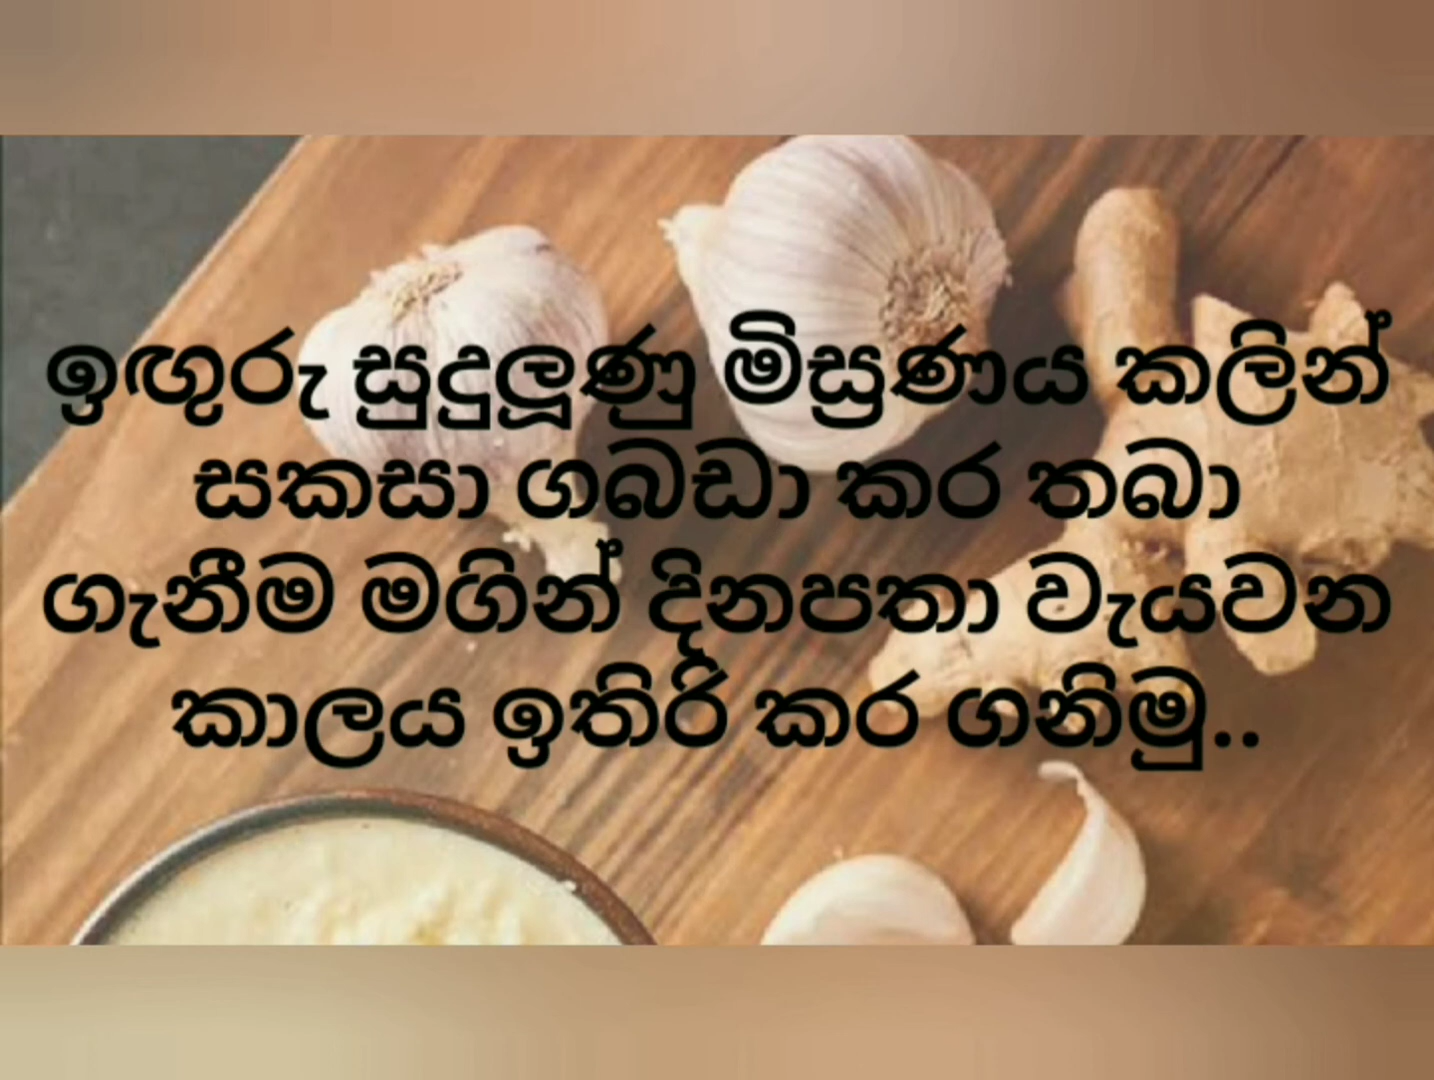 ඉඟුරු සුදුලූණු මිස්‍රණය කලින්
සකසා ගබඩා කර තබා
ගැනීම මගින් දිනපතා වැයවන
කාලය ඉතිරි කර ගනිමු..